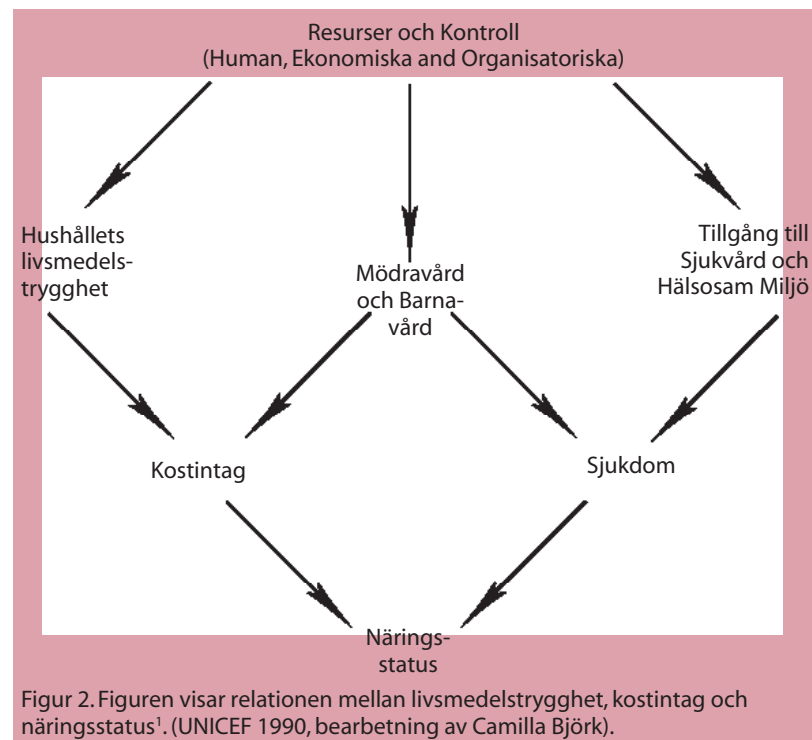 Resurser och Kontroll
(Human, Ekonomiska and Organisatoriska)
Hushållets
livsmedels-
trygghet
Mödravård
och Barna-
vård
Tillgång till
Sjukvård och
Hälsosam Miljö
Kostintag
Sjukdom
Närings-
status
Figur 2. Figuren visar relationen mellan livsmedelstrygghet, kostintag och
näringsstatus¹. (UNICEF 1990, bearbetning av Camilla Björk).